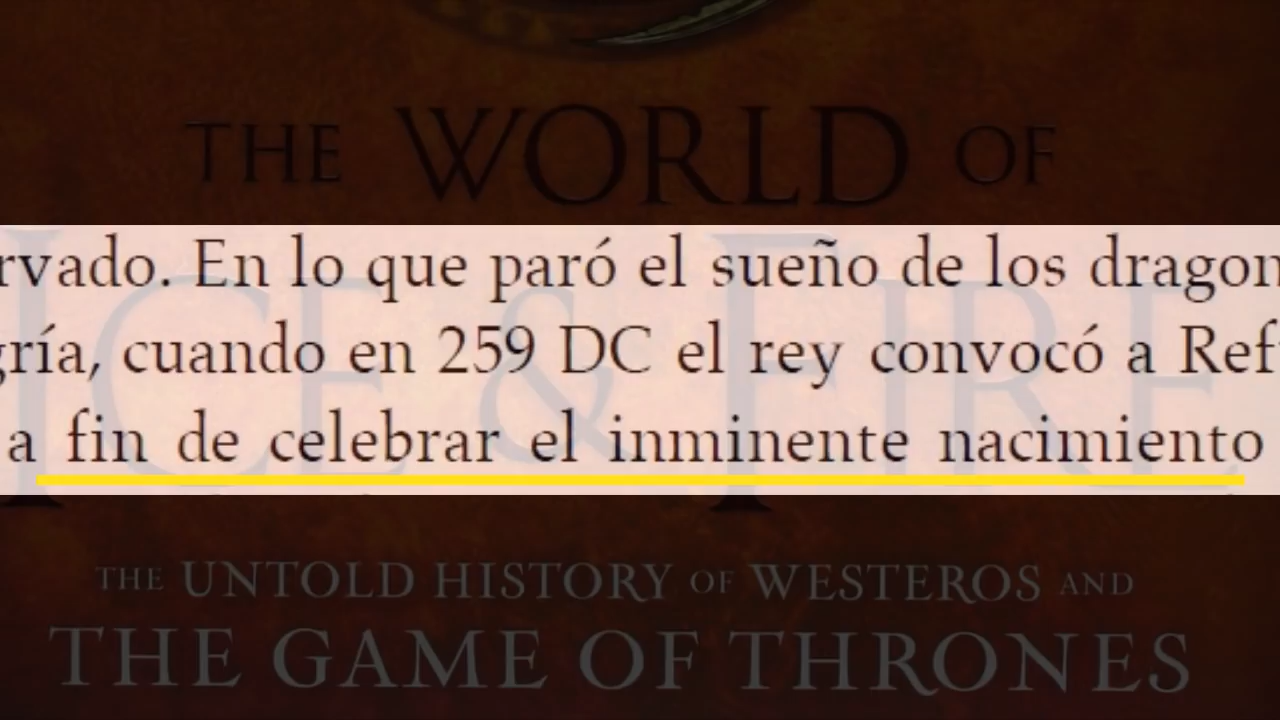 THE WORLD OF
rvado. En lo que paró el sueño de los dragon
gría, cuando en 259 DC el rey convocó a Ref
a fin de celebrar el inminente nacimiento
ICE & FIRE
THE UNTOLD HISTORY OF WESTEROS AND
THE GAME OF THRONES